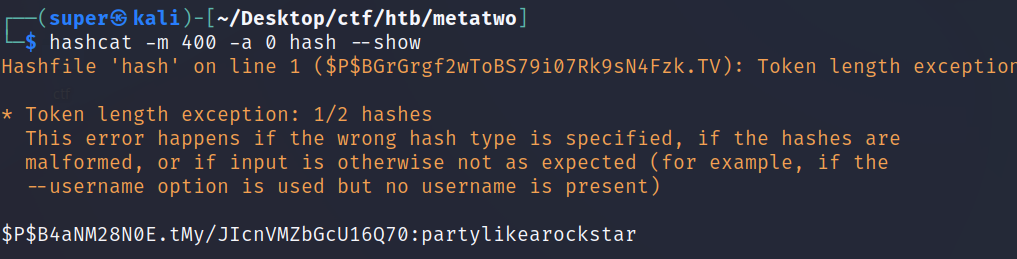 ┌──(super㉿kali)-[~/Desktop/ctf/htb/metatwo]
└─$ hashcat -m 400 -a 0 hash --show
Hashfile 'hash' on line 1 ($P$BGrGrgf2wToBS79i07Rk9sN4Fzk.TV): Token length exception
* Token length exception: 1/2 hashes
This error happens if the wrong hash type is specified, if the hashes are
malformed, or if input is otherwise not as expected (for example, if the
--username option is used but no username is present)
$P$B4aNM28N0E.tMy/JIcnVMZbGcU16Q70:partylikearockstar